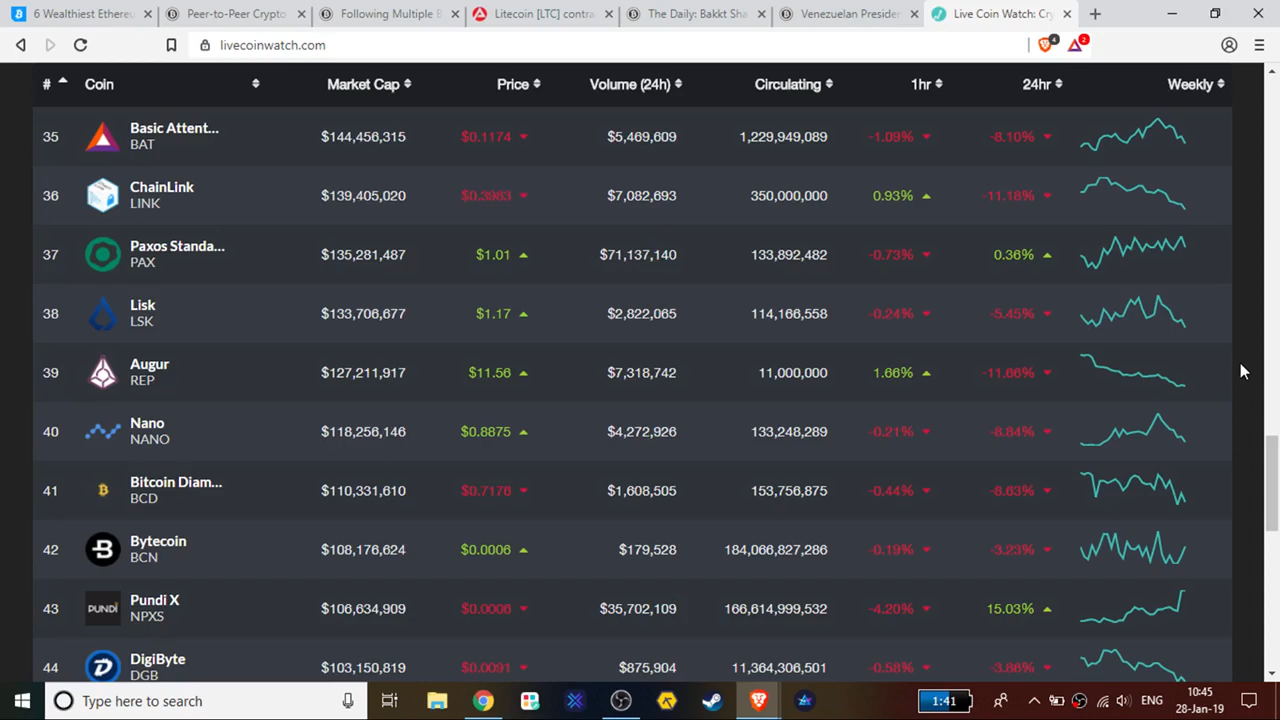 6 Wealthiest Ethere
Peer-to-Peer Crypto
Following Multiple B
Litecoin [LTC] contra
The Daily: Bakkt Sha
Venezuelan Presiden
Live Coin Watch: Cry
livecoinwatch.com
4
2
# Coin Market Cap Price Volume (24h) Circulating 1hr 24hr Weekly
35 Basic Attent... $144,456,315 $0.1174 $5,469,609 1,229,949,089 -1.09% -8.10%
BAT
36 ChainLink $139,405,020 $0.3983 $7,082,693 350,000,000 0.93% -11.18%
LINK
37 Paxos Standa... $135,281,487 $1.01 $71,137,140 133,892,482 -0.73% 0.36%
PAX
38 Lisk $133,706,677 $1.17 $2,822,065 114,166,558 -0.24% -5.45%
LSK
39 Augur $127,211,917 $11.56 $7,318,742 11,000,000 1.66% -11.66%
REP
40 Nano $118,256,146 $0.8875 $4,272,926 133,248,289 -0.21% -8.84%
NANO
41 Bitcoin Diam... $110,331,610 $0.7176 $1,608,505 153,756,875 -0.44% -8.63%
BCD
42 Bytecoin $108,176,624 $0.0006 $179,528 184,066,827,286 -0.19% -3.23%
BCN
43 PUNDI Pundi X $106,634,909 $0.0006 $35,702,109 166,614,999,532 -4.20% 15.03%
NPXS
44 DigiByte $103,150,819 $0.0091 $875,904 11,364,306,501 -0.58% -3.86%
DGB
Type here to search
1:41
ENG
10:45
28-Jan-19